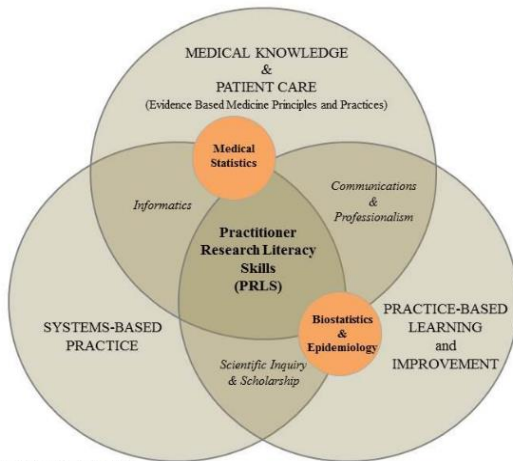 MEDICAL KNOWLEDGE
&
PATIENT CARE
(Evidence Based Medicine Principles and Practices)
Medical
Statistics
Informatics
Communications
&
Professionalism
Practitioner
Research Literacy
Skills
(PRLS)
SYSTEMS-BASED
PRACTICE
Biostatistics
&
Epidemiology
PRACTICE-BASED
LEARNING
and
IMPROVEMENT
Scientific Inquiry
& Scholarship